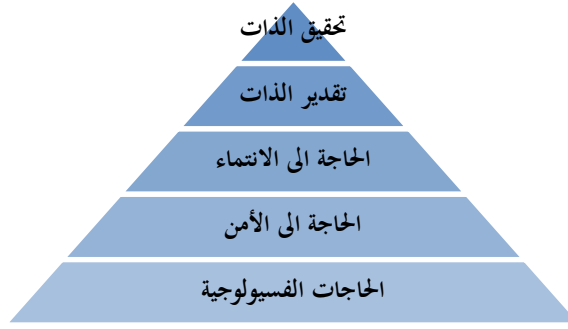 تحقيق الذات
تقدير الذات
الحاجة الى الانتماء
الحاجة الى الأمن
الحاجات الفسيولوجية